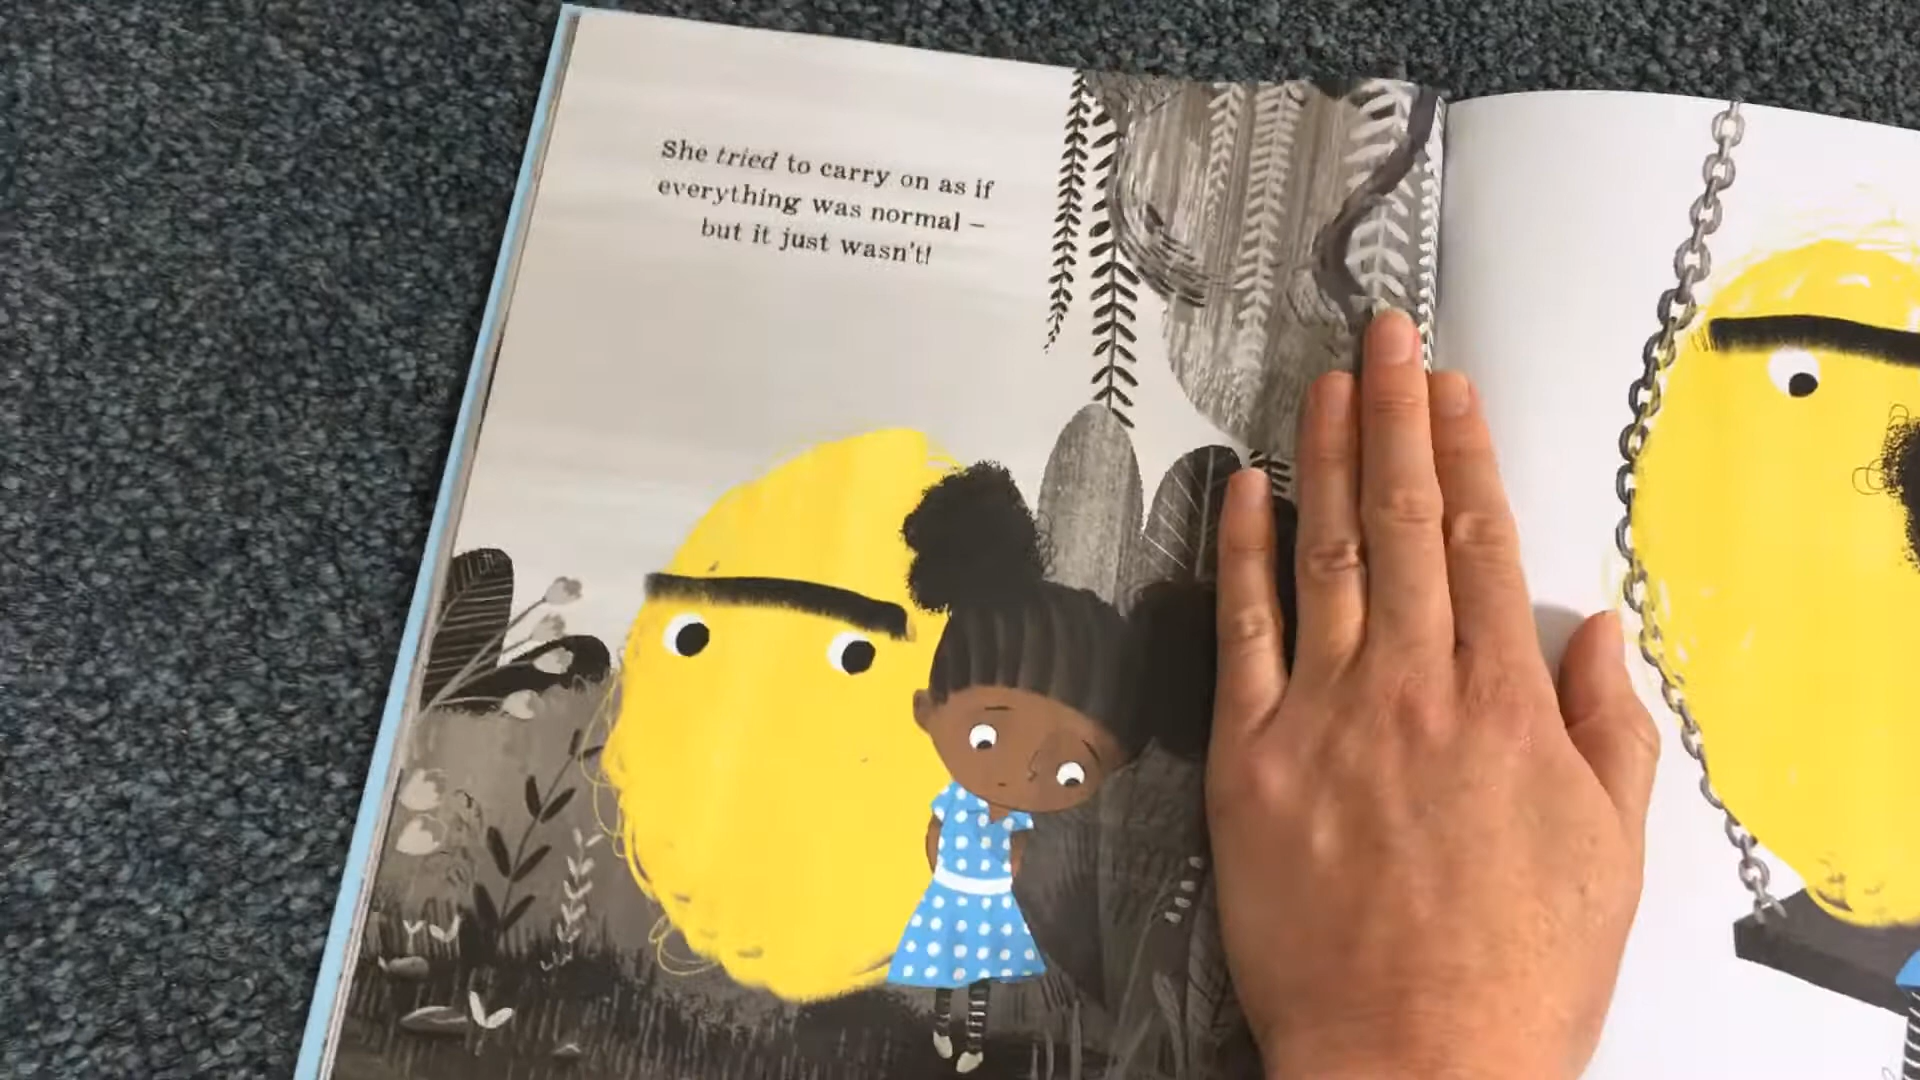 She tried to carry on as if
everything was normal –
but it just wasn't!